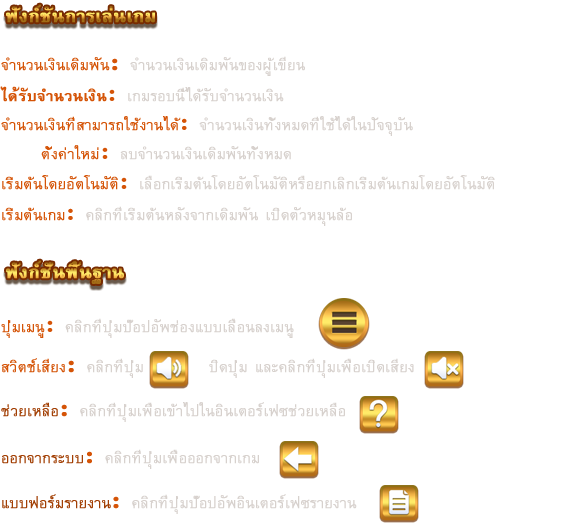 ฟังก์ชันการเล่นเกม
จำนวนเงินเดิมพัน: จำนวนเงินเดิมพันของผู้เขียน
ได้รับจำนวนเงิน: เกมรอบนี้ได้รับจำนวนเงิน
จำนวนเงินที่สามารถใช้งานได้: จำนวนเงินทั้งหมดที่ใช้ได้ในปัจจุบัน
ตั้งค่าใหม่: ลบจำนวนเงินเดิมพันทั้งหมด
เริ่มต้นโดยอัตโนมัติ: เลือกเริ่มต้นโดยอัตโนมัติหรือยกเลิกเริ่มต้นเกมโดยอัตโนมัติ
เริ่มต้นเกม: คลิกที่เริ่มต้นหลังจากเดิมพัน เปิดตัวหมุนล้อ
ฟังก์ชั่นพื้นฐาน
ปุ่มเมนู: คลิกที่ปุ่มป๊อปอัพช่องแบบเลื่อนลงเมนู
สวิตช์เสียง: คลิกที่ปุ่ม ปิดปุ่ม และคลิกที่ปุ่มเพื่อเปิดเสียง
ช่วยเหลือ: คลิกที่ปุ่มเพื่อเข้าไปในอินเตอร์เฟซช่วยเหลือ ?
ออกจากระบบ: คลิกที่ปุ่มเพื่อออกจากเกม
แบบฟอร์มรายงาน: คลิกที่ปุ่มป๊อปอัพอินเตอร์เฟซรายงาน